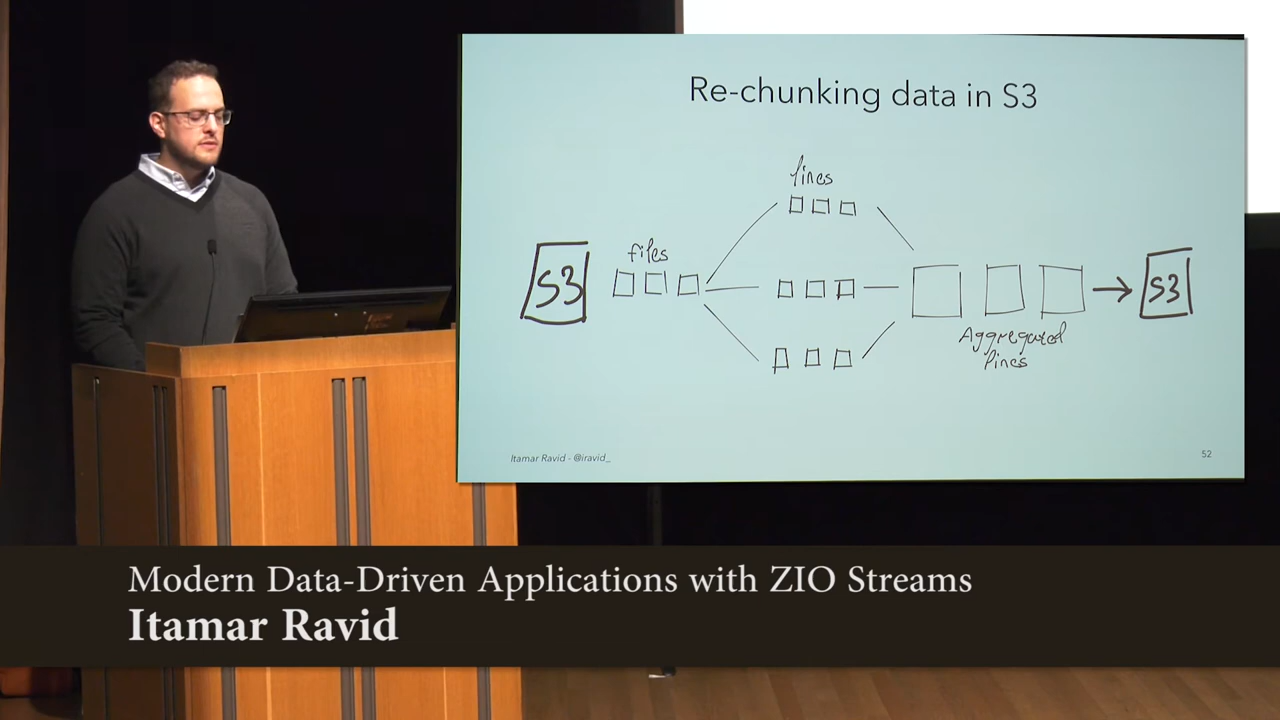 Re-chunking data in S3
lines
files
S3
S3
Aggregated
lines
Itamar Ravid - @iravid_
52
Modern Data-Driven Applications with ZIO Streams
Itamar Ravid